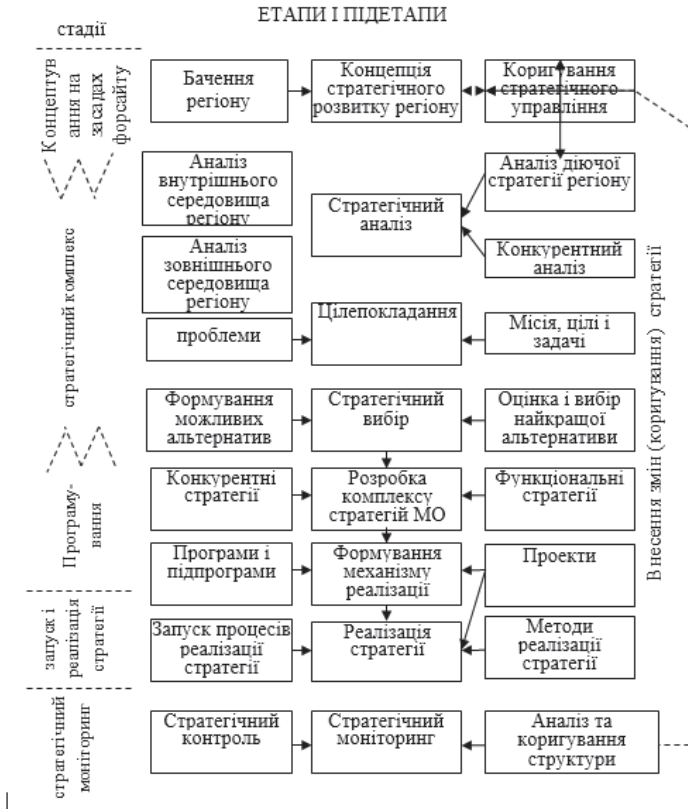 ЕТАПИ І ПІДЕТАПИ
стадії
Концептув
ання на
засадах
форсайту
Бачення
регіону
Концепція
стратегічного
розвитку регіону
Коригування
стратегічного
управління
Аналіз
внутрішнього
середовища
регіону
Стратегічний
аналіз
Аналіз діючої
стратегії регіону
Аналіз
зовнішнього
середовища
регіону
Конкурентний
аналіз
стратегічний комплекс
проблеми
Цілепокладання
Місія, цілі і
задачі
Формування
можливих
альтернатив
Стратегічний
вибір
Оцінка і вибір
найкращої
альтернативи
Програму-
вання
Конкурентні
стратегії
Розробка
комплексу
стратегій МО
Функціональні
стратегії
Програми і
підпрограми
Формування
механізму
реалізації
Проекти
запуск і
реалізація
стратегії
Запуск процесів
реалізації
стратегії
Реалізація
стратегії
Методи
реалізації
стратегії
стратегічний
моніторинг
Стратегічний
контроль
Стратегічний
моніторинг
Аналіз та
коригування
структури
Внесення змін (коригування) стратегії